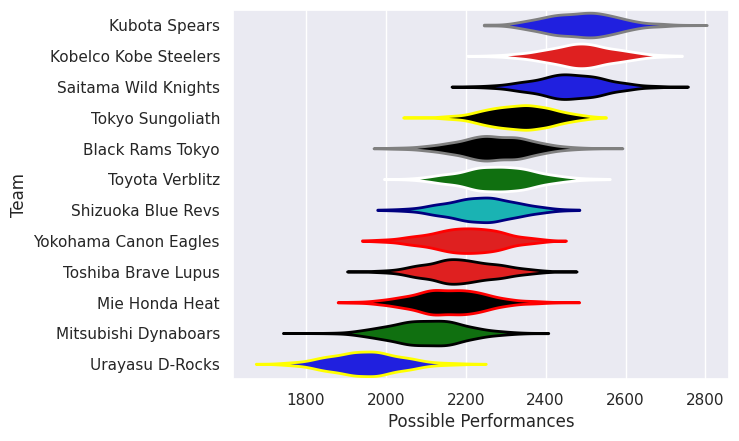 Kubota Spears
Kobelco Kobe Steelers
Saitama Wild Knights
Tokyo Sungoliath
Black Rams Tokyo
Toyota Verblitz
Shizuoka Blue Revs
Yokohama Canon Eagles
Toshiba Brave Lupus
Mie Honda Heat
Mitsubishi Dynaboars
Urayasu D-Rocks
Team
1800 2000 2200 2400 2600 2800
Possible Performances